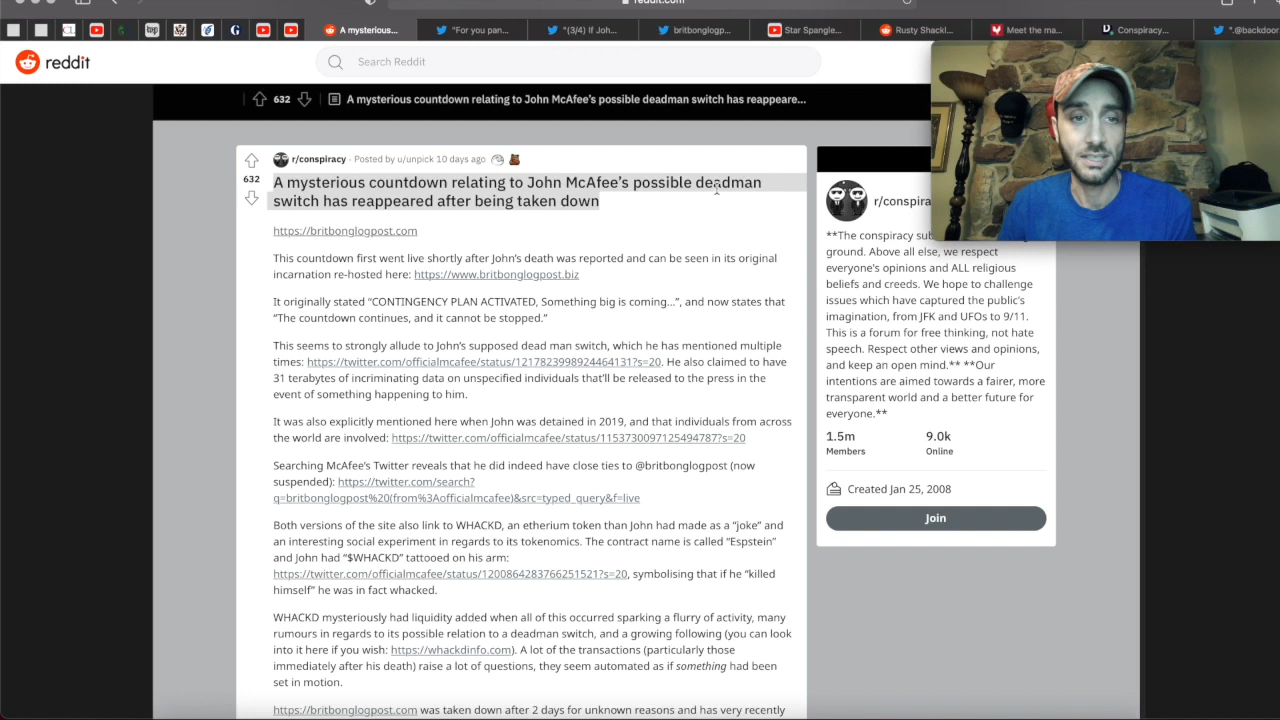 reddit.com
A mysterious...
"For you pan...
"(3/4) If Joh...
britbonglogp...
Star Spangle...
Rusty Shackl...
Meet the ma...
Conspiracy...
".@backdoor
reddit
Search Reddit
632
A mysterious countdown relating to John McAfee's possible deadman switch has reappeare...
r/conspiracy · Posted by u/unpick 10 days ago
632
A mysterious countdown relating to John McAfee's possible deadman
switch has reappeared after being taken down
https://britbonglogpost.com
This countdown first went live shortly after John's death was reported and can be seen in its original
incarnation re-hosted here: https://www.britbonglogpost.biz
It originally stated "CONTINGENCY PLAN ACTIVATED, Something big is coming...", and now states that
"The countdown continues, and it cannot be stopped."
This seems to strongly allude to John's supposed dead man switch, which he has mentioned multiple
times: https://twitter.com/officialmcafee/status/1217823998924464131?s=20. He also claimed to have
31 terabytes of incriminating data on unspecified individuals that'll be released to the press in the
event of something happening to him.
It was also explicitly mentioned here when John was detained in 2019, and that individuals from across
the world are involved: https://twitter.com/officialmcafee/status/1153730097125494787?s=20
Searching McAfee's Twitter reveals that he did indeed have close ties to @britbonglogpost (now
suspended): https://twitter.com/search?
q=britbonglogpost%20(from%3Aofficialmcafee)&src=typed_query&f=live
Both versions of the site also link to WHACKD, an etherium token than John had made as a "joke" and
an interesting social experiment in regards to its tokenomics. The contract name is called "Espstein"
and John had "$WHACKD" tattooed on his arm:
https://twitter.com/officialmcafee/status/1200864283766251521?s=20, symbolising that if he "killed
himself" he was in fact whacked.
WHACKD mysteriously had liquidity added when all of this occurred sparking a flurry of activity, many
rumours in regards to its possible relation to a deadman switch, and a growing following (you can look
into it here if you wish: https://whackdinfo.com). A lot of the transactions (particularly those
immediately after his death) raise a lot of questions, they seem automated as if something had been
set in motion.
https://britbonglogpost.com was taken down after 2 days for unknown reasons and has very recently
r/conspira
**The conspiracy sub
ground. Above all else, we respect
everyone's opinions and ALL religious
beliefs and creeds. We hope to challenge
issues which have captured the public's
imagination, from JFK and UFOs to 9/11.
This is a forum for free thinking, not hate
speech. Respect other views and opinions,
and keep an open mind.** **Our
intentions are aimed towards a fairer, more
transparent world and a better future for
everyone.**
1.5m 9.0k
Members Online
Created Jan 25, 2008
Join